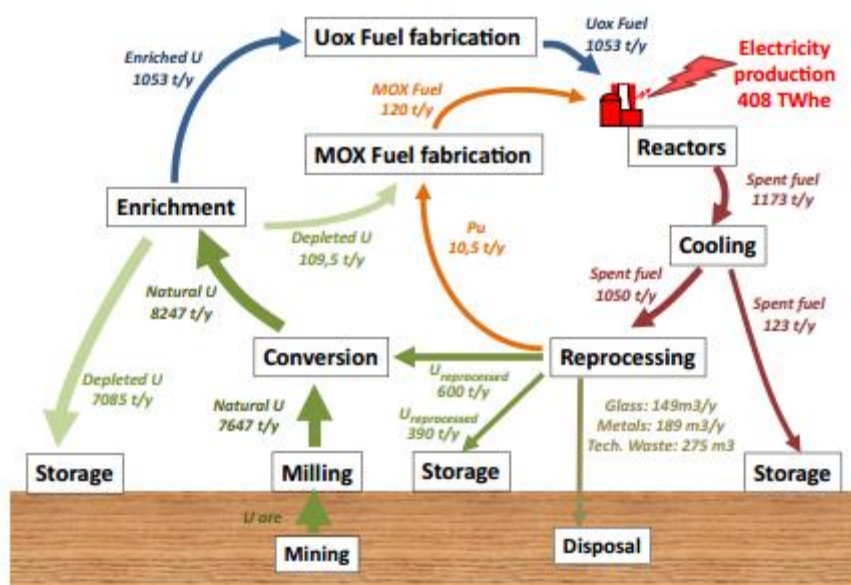 Uox Fuel fabrication
Uox Fuel
1053 t/y
Enriched U
1053 t/y
Electricity
production
408 TWhe
MOX Fuel
120 t/y
MOX Fuel fabrication
Reactors
Spent fuel
1173 t/y
Enrichment
Depleted U
109,5 t/y
Pu
10,5 t/y
Cooling
Natural U
8247 t/y
Spent fuel
1050 t/y
Spent fuel
123 t/y
Conversion
Reprocessing
Depleted U
7085 t/y
Natural U
7647 t/y
Ureprocessed
600 t/y
Ureprocessed
390 t/y
Glass: 149m3/y
Metals: 189 m3/y
Tech. Waste: 275 m3
Storage
Milling
Storage
Storage
U ore
Mining
Disposal